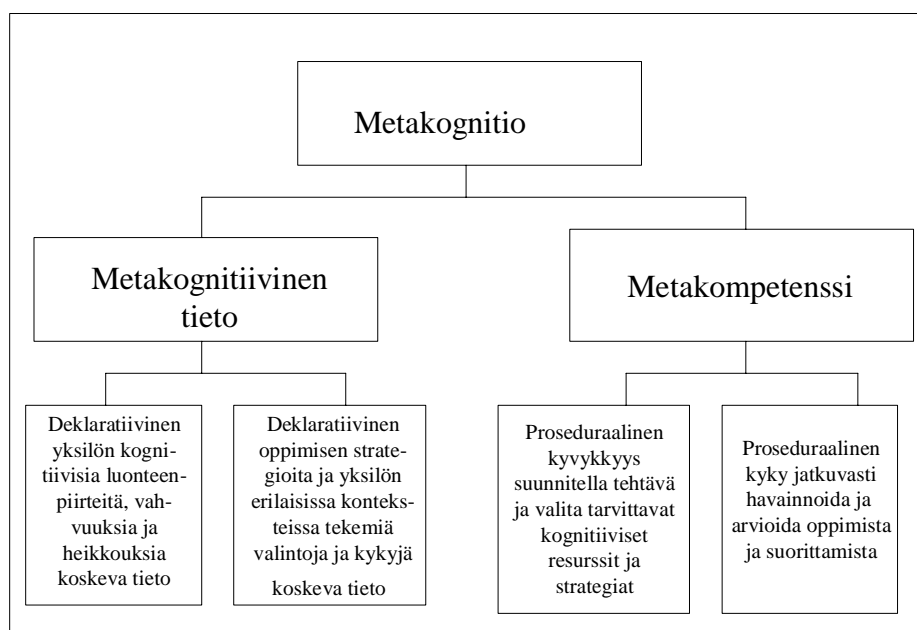 Metakognitio
Metakognitiivinen
tieto
Metakompetenssi
Deklaratiivinen
yksilön kogni-
tiivisia luonteen-
piirteitä, vah-
vuuksia ja
heikkouksia
koskeva tieto
Deklaratiivinen
oppimisen strate-
gioita ja yksilön
erilaisissa konteks-
teissa tekemiä
valintoja ja kykyjä
koskeva tieto
Proseduraalinen
kyvykkyys
suunnitella tehtävä
ja valita tarvittavat
kognitiiviset
resurssit ja
strategiat
Proseduraalinen
kyky jatkuvasti
havainnoida ja
arvioida oppimista
ja suorittamista